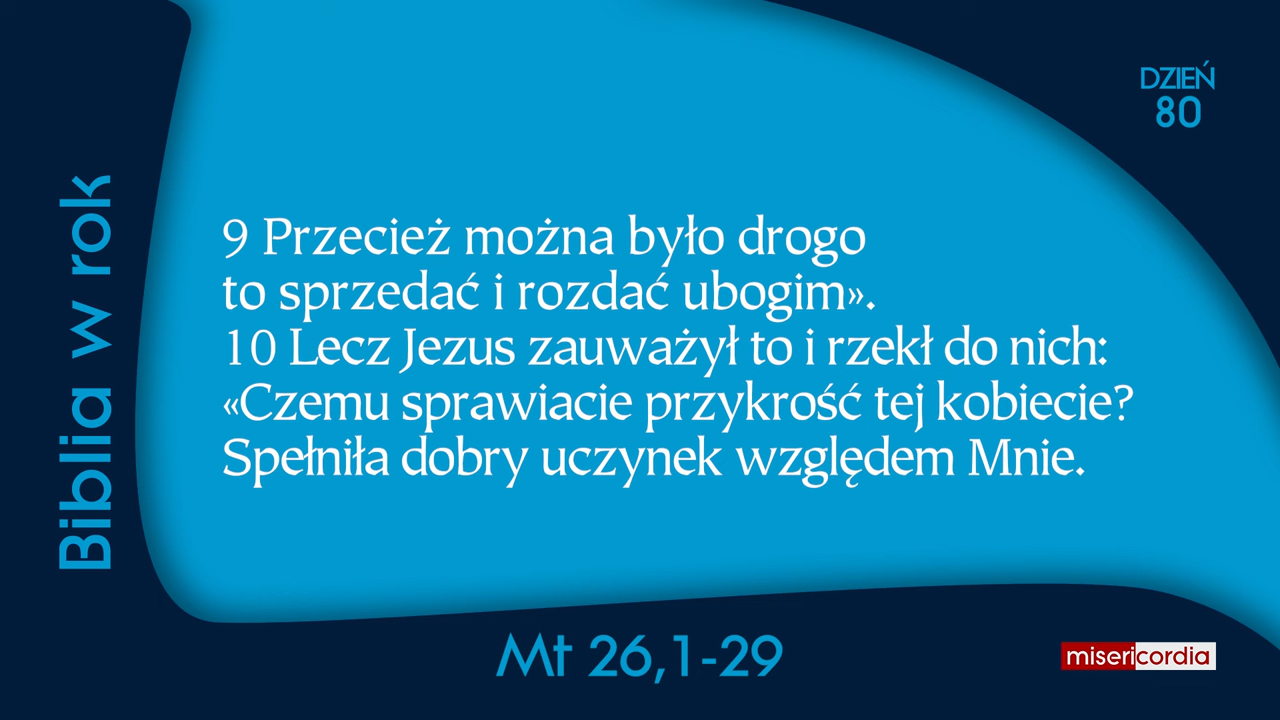 DZIEŃ
80
Biblia w rok
9 Przecież można było drogo
to sprzedać i rozdać ubogim».
10 Lecz Jezus zauważył to i rzekł do nich:
«Czemu sprawiacie przykrość tej kobiecie?
Spełniła dobry uczynek względem Mnie.
Mt 26,1-29
misericordia